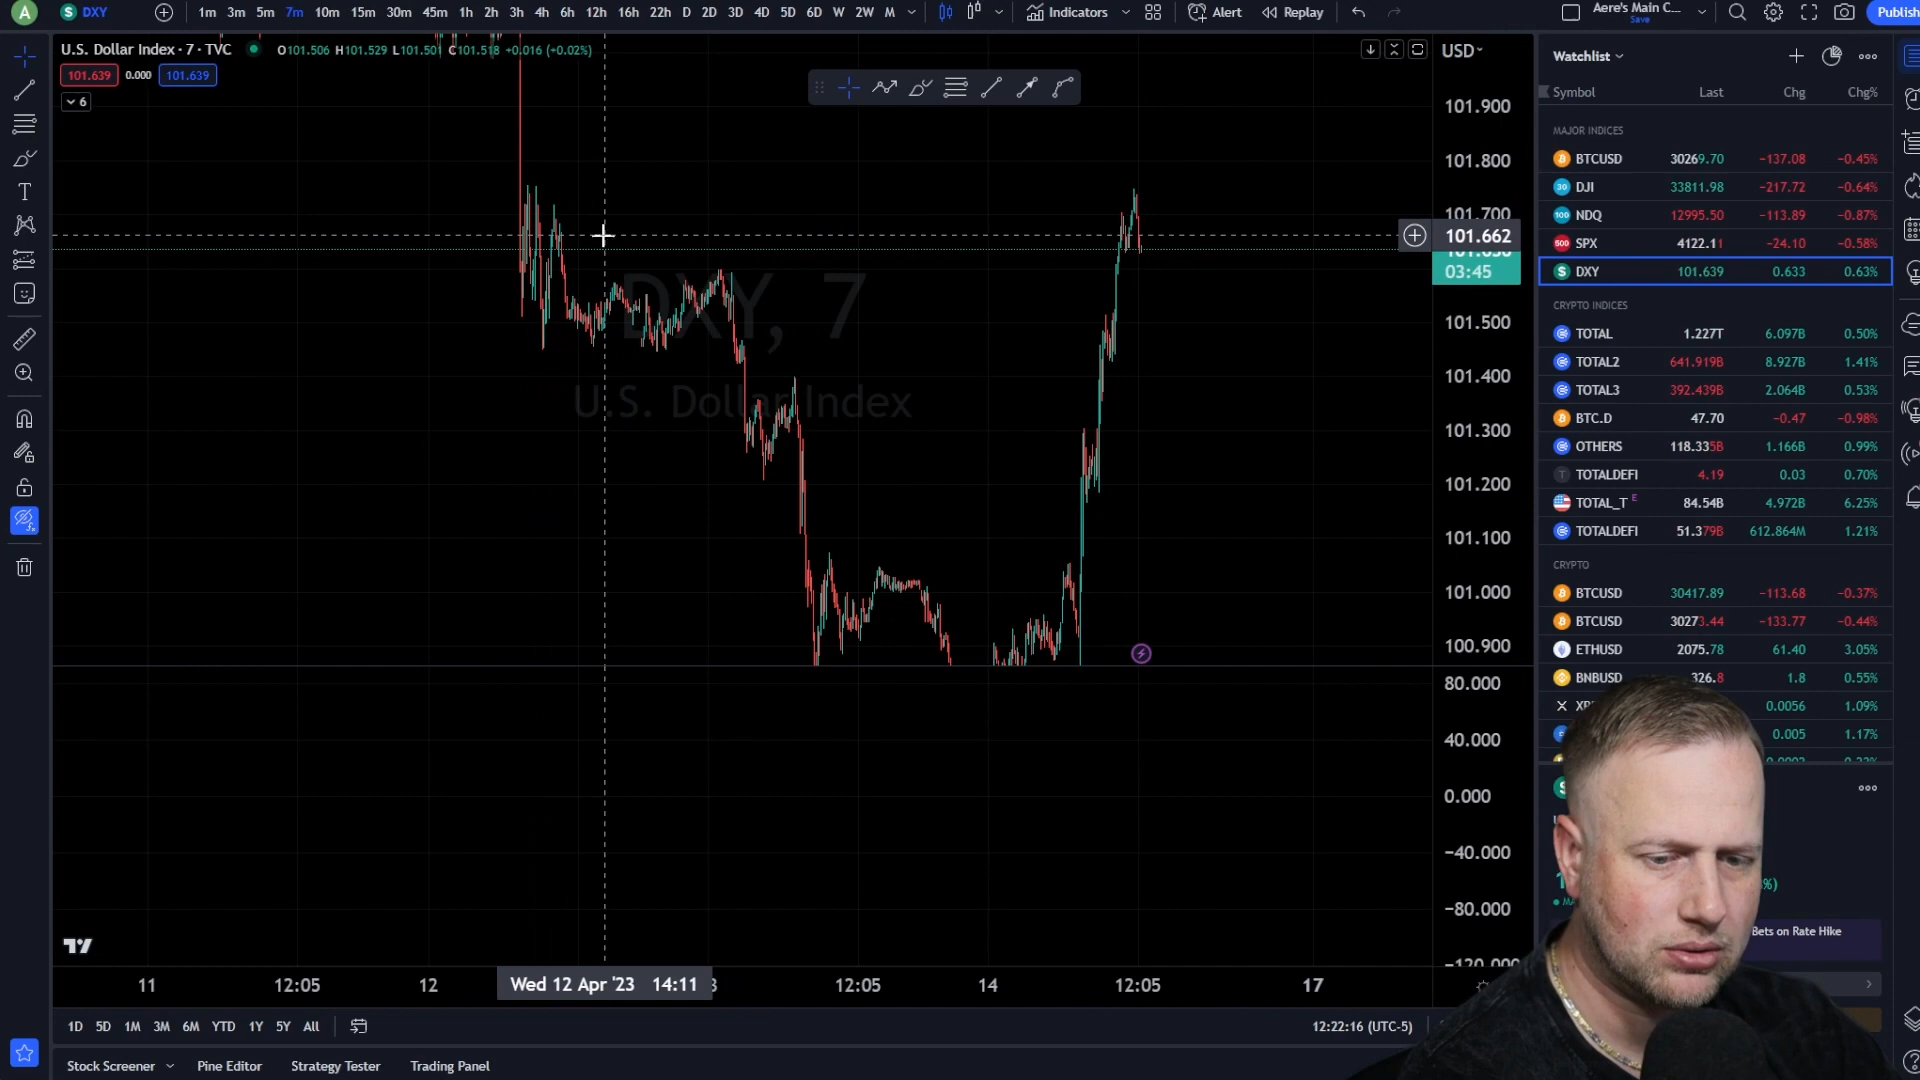 A DXY 1m 3m 5m 7m 10m 15m 30m 45m 1h 2h 3h 4h 6h 12h 16h 22h D 2D 3D 4D 5D 6D W 2W M Indicators Alert Replay Aere's Main C... Save Publish
U.S. Dollar Index · 7 · TVC O101.506 H101.529 L101.501 C101.518 +0.016 (+0.02%)
101.639 0.000 101.639
6
USD
101.900
101.800
101.700
101.662
03:45
101.500
101.400
101.300
101.200
101.100
101.000
100.900
80.000
40.000
0.000
−40.000
−80.000
−120.000
DXY, 7
U.S. Dollar Index
11 12:05 12 Wed 12 Apr '23 14:11 12:05 14 12:05 17
1D 5D 1M 3M 6M YTD 1Y 5Y All 12:22:16 (UTC-5)
Stock Screener Pine Editor Strategy Tester Trading Panel
Watchlist
Symbol Last Chg Chg%
MAJOR INDICES
BTCUSD 30269.70 −137.08 −0.45%
30 DJI 33811.98 −217.72 −0.64%
100 NDQ 12995.50 −113.89 −0.87%
500 SPX 4122.11 −24.10 −0.58%
DXY 101.639 0.633 0.63%
CRYPTO INDICES
TOTAL 1.227T 6.097B 0.50%
TOTAL2 641.919B 8.927B 1.41%
TOTAL3 392.439B 2.064B 0.53%
BTC.D 47.70 −0.47 −0.98%
OTHERS 118.335B 1.166B 0.99%
T TOTALDEFI 4.19 0.03 0.70%
TOTAL_T E 84.54B 4.972B 6.25%
TOTALDEFI 51.379B 612.864M 1.21%
CRYPTO
BTCUSD 30417.89 −113.68 −0.37%
BTCUSD 30273.44 −133.77 −0.44%
ETHUSD 2075.78 61.40 3.05%
BNBUSD 326.8 1.8 0.55%
0.0056 1.09%
0.005 1.17%
Bets on Rate Hike